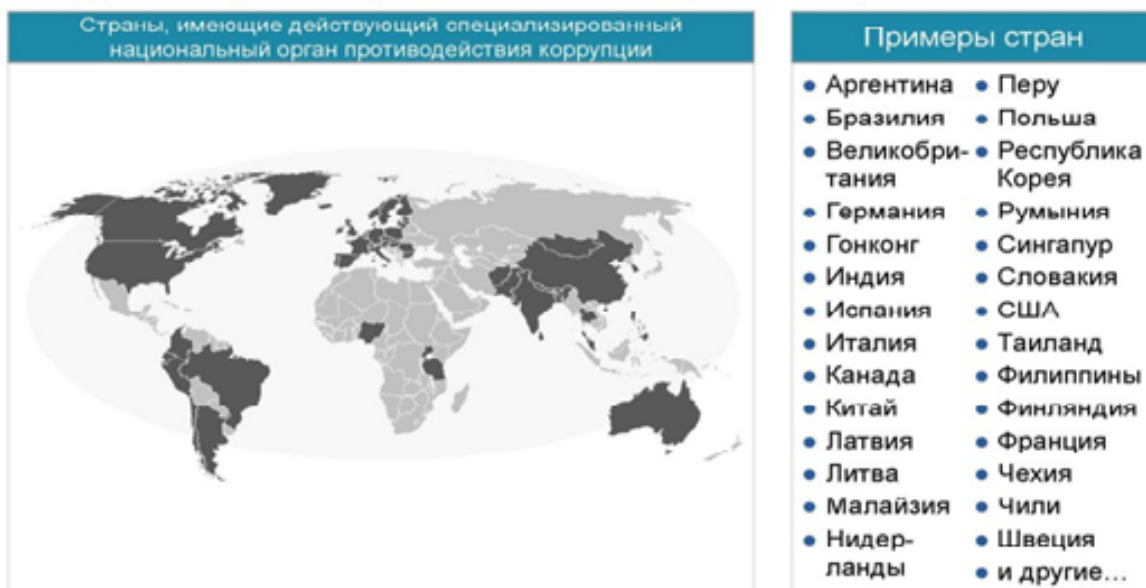 Страны, имеющие действующий специализированный
национальный орган противодействия коррупции
Примеры стран
Аргентина
Бразилия
Великобри-
тания
Германия
Гонконг
Индия
Испания
Италия
Канада
Китай
Латвия
Литва
Малайзия
Нидер-
ланды
Перу
Польша
Республика
Корея
Румыния
Сингапур
Словакия
США
Таиланд
Филиппины
Финляндия
Франция
Чехия
Чили
Швеция
и другие...